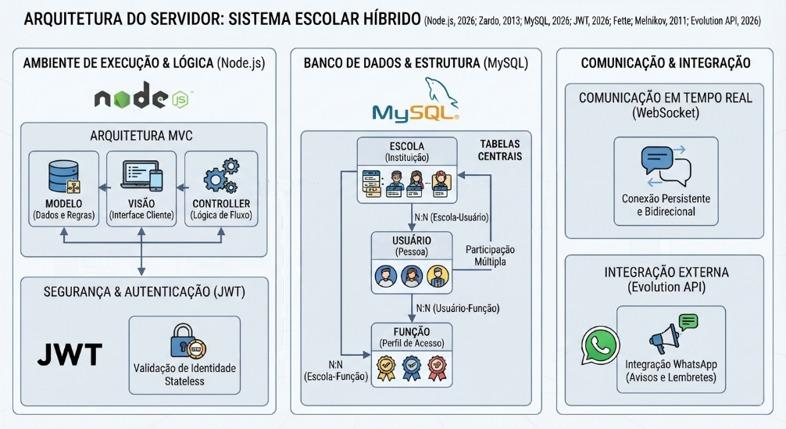 ARQUITETURA DO SERVIDOR: SISTEMA ESCOLAR HÍBRIDO (Node.js, 2026; Zardo, 2013; MySQL, 2026; JWT, 2026; Fette; Melnikov, 2011; Evolution API, 2026)
AMBIENTE DE EXECUÇÃO & LÓGICA (Node.js)
node
JS
ARQUITETURA MVC
MODELO
(Dados e Regras)
VISÃO
(Interface Cliente)
CONTROLLER
(Lógica de Fluxo)
SEGURANÇA & AUTENTICAÇÃO (JWT)
JWT
Validação de Identidade
Stateless
BANCO DE DADOS & ESTRUTURA (MySQL)
MySQL®
ESCOLA
(Instituição)
TABELAS
CENTRAIS
N:N (Escola-Usuário)
USUÁRIO
(Pessoa)
Participação
Múltipla
N:N (Usuário-Função)
FUNÇÃO
(Perfil de Acesso)
N:N
(Escola-Função)
COMUNICAÇÃO & INTEGRAÇÃO
COMUNICAÇÃO EM TEMPO REAL
(WebSocket)
Conexão Persistente
e Bidirecional
INTEGRAÇÃO EXTERNA
(Evolution API)
Integração WhatsApp
(Avisos e Lembretes)